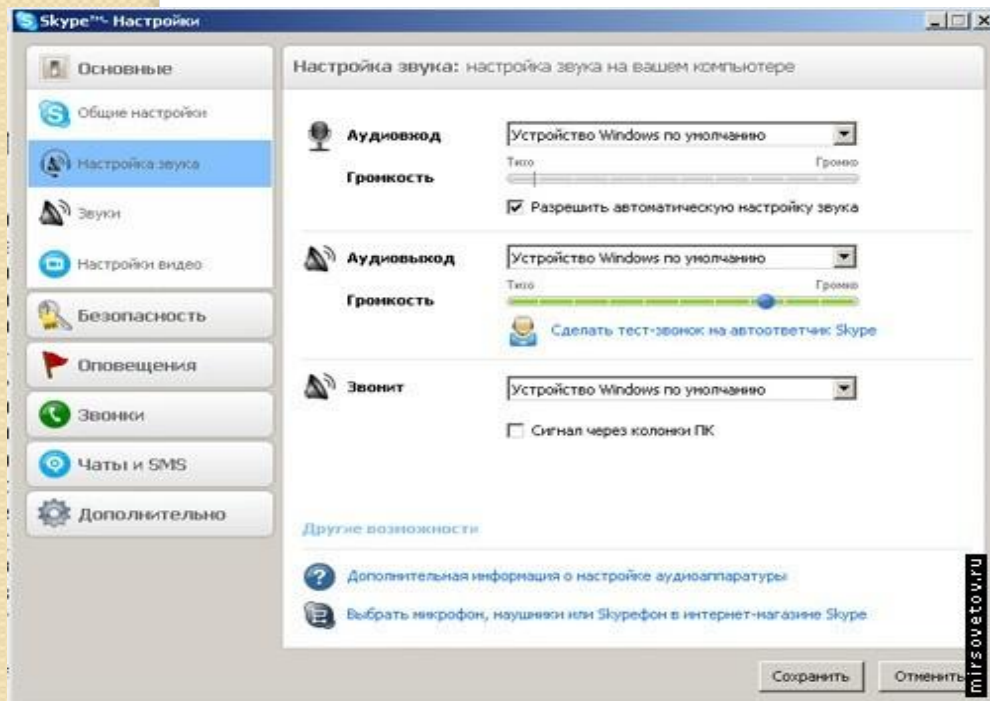 Skype™- Настройки
Основные
Общие настройки
Настройка звука
Звуки
Настройки видео
Безопасность
Оповещения
Звонки
Чаты и SMS
Дополнительно
Настройка звука: настройка звука на вашем компьютере
Аудиовход
Устройство Windows по умолчанию
Тихо Громко
Громкость
Разрешить автоматическую настройку звука
Аудиовыход
Устройство Windows по умолчанию
Тихо Громко
Громкость
Сделать тест-звонок на автоответчик Skype
Звонит
Устройство Windows по умолчанию
Сигнал через колонки ПК
Другие возможности
Дополнительная информация о настройке аудиоаппаратуры
Выбрать микрофон, наушники или Skypeфон в интернет-магазине Skype
Сохранить
Отменить
mirsovetov.ru